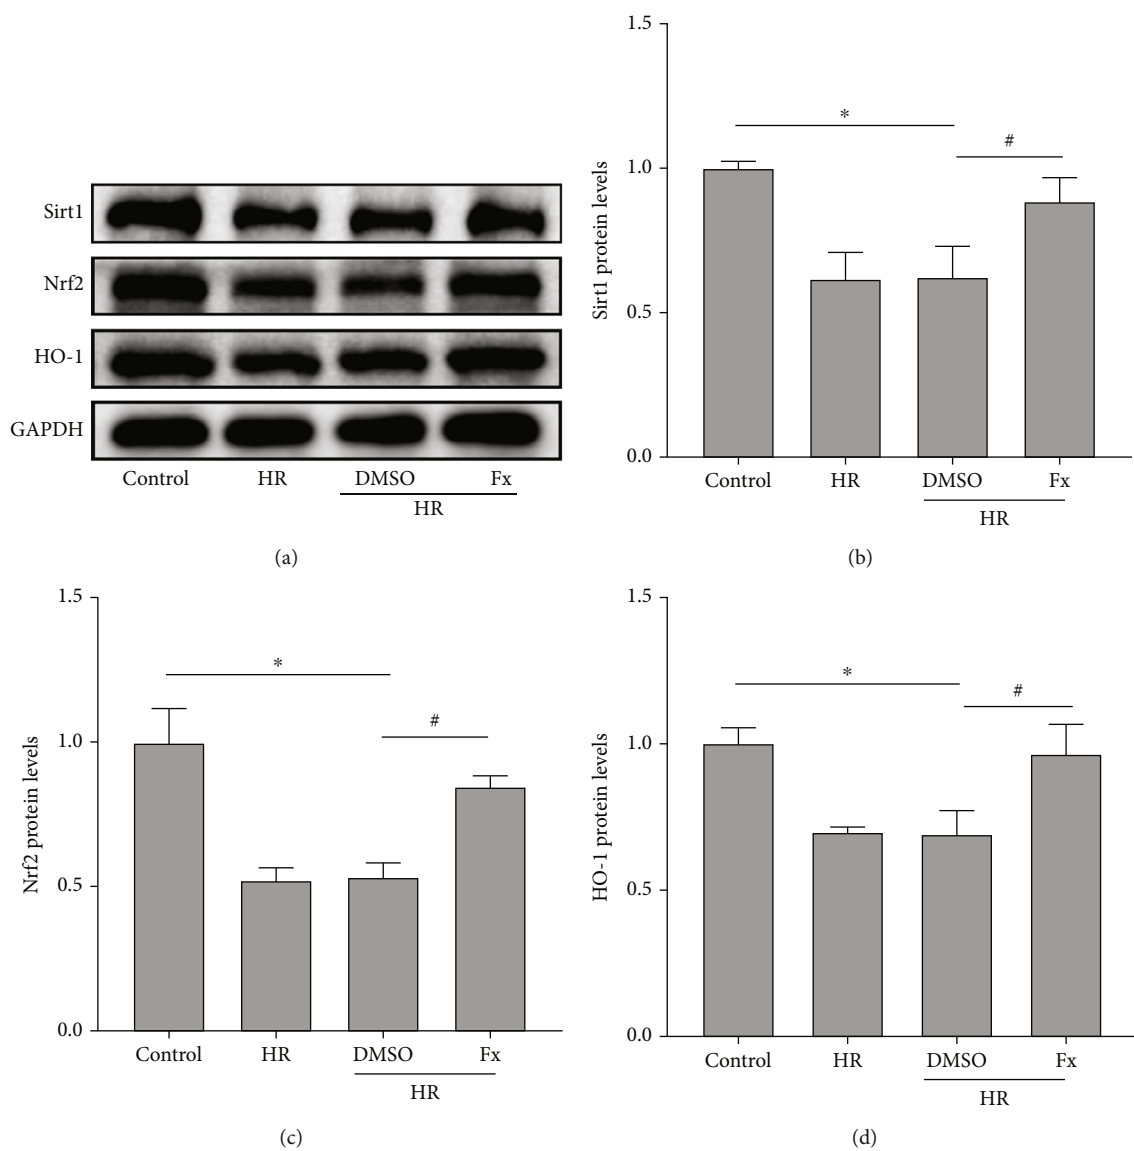 Sirt1
Nrf2
HO-1
GAPDH
Control HR DMSO Fx
HR
(a)
Sirt1 protein levels
1.5
1.0
0.5
0.0
* #
Control HR DMSO Fx
HR
(b)
Nrf2 protein levels
1.5
1.0
0.5
0.0
* #
Control HR DMSO Fx
HR
(c)
HO-1 protein levels
1.5
1.0
0.5
0.0
* #
Control HR DMSO Fx
HR
(d)